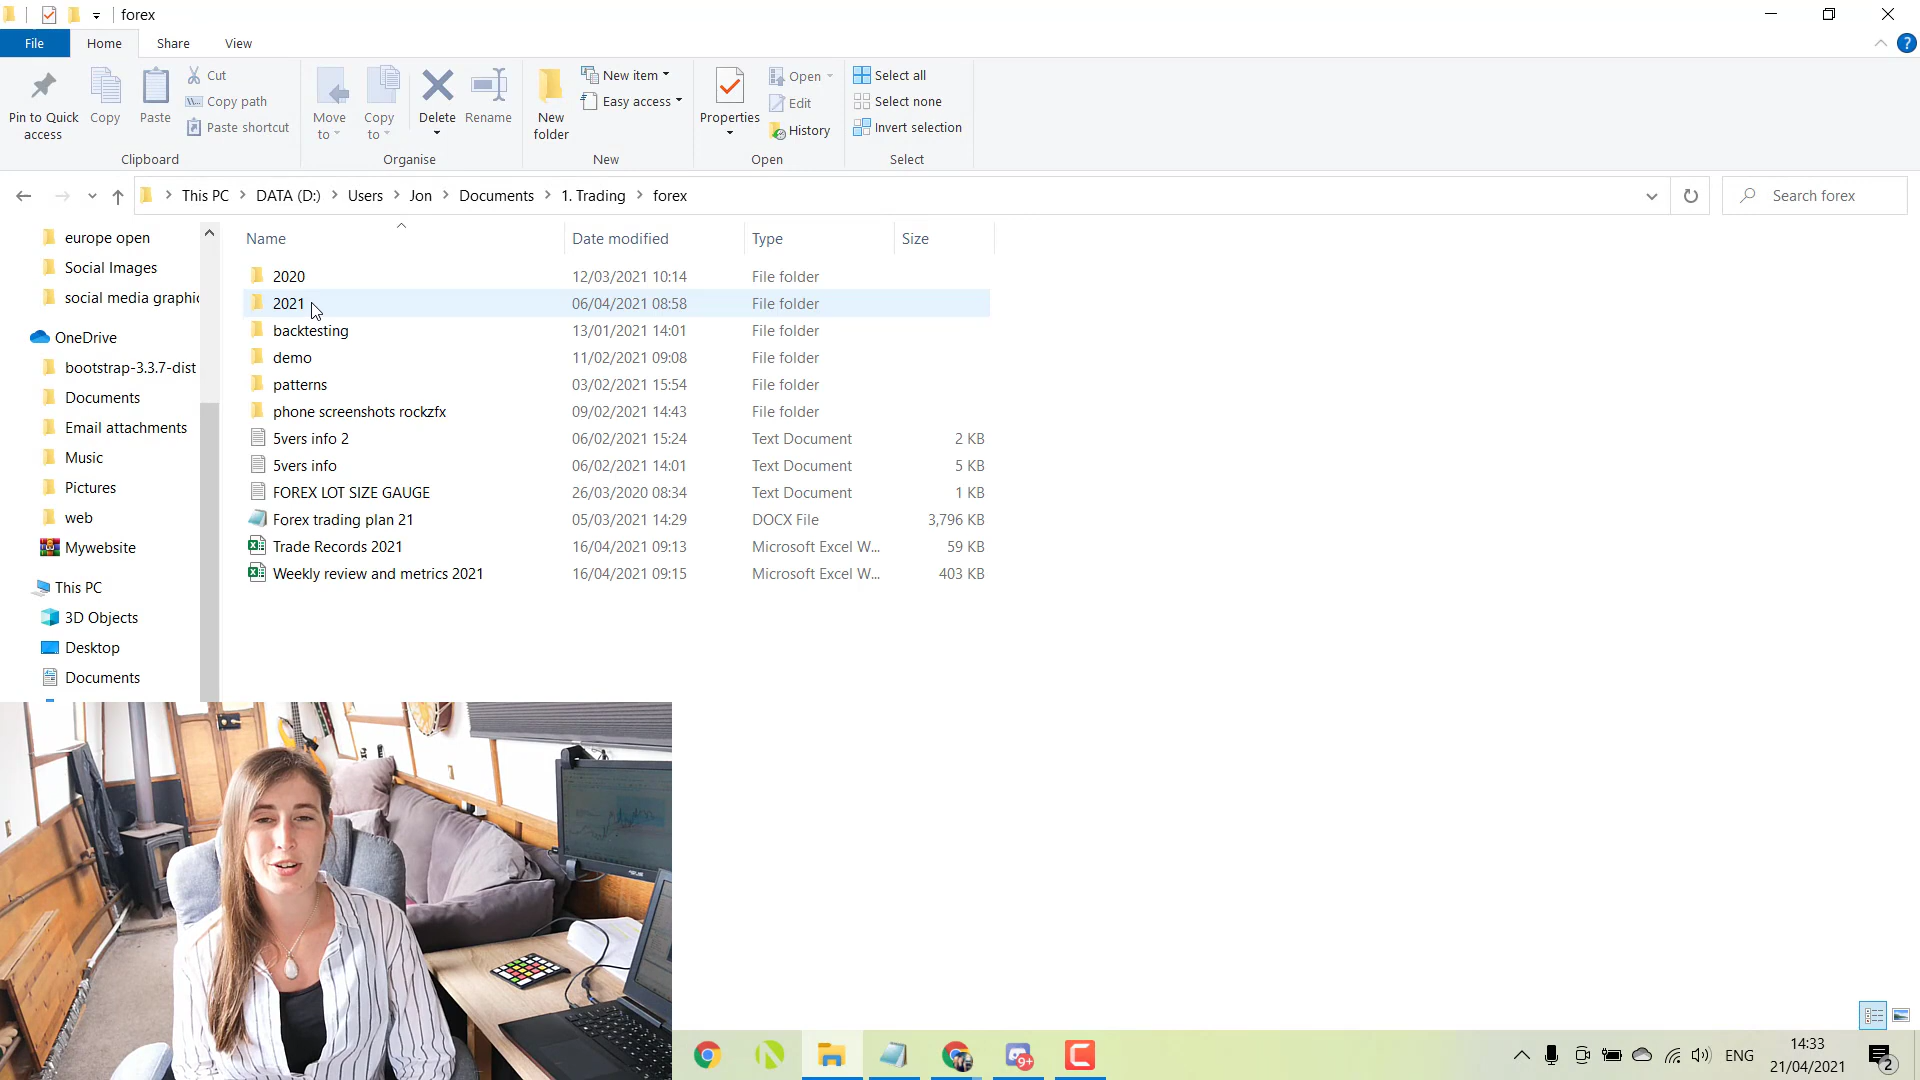 forex
File
Home
Share
View
Pin to Quick access
Copy
Paste
Cut
Copy path
Paste shortcut
Clipboard
Move to
Copy to
Delete
Rename
Organise
New folder
New item
Easy access
New
Properties
Open
Edit
History
Open
Select all
Select none
Invert selection
Select
This PC > DATA (D:) > Users > Jon > Documents > 1. Trading > forex
Search forex
europe open
Social Images
social media graphic
OneDrive
bootstrap-3.3.7-dist
Documents
Email attachments
Music
Pictures
web
Mywebsite
This PC
3D Objects
Desktop
Documents
Name Date modified Type Size
2020 12/03/2021 10:14 File folder
2021 06/04/2021 08:58 File folder
backtesting 13/01/2021 14:01 File folder
demo 11/02/2021 09:08 File folder
patterns 03/02/2021 15:54 File folder
phone screenshots rockzfx 09/02/2021 14:43 File folder
5vers info 2 06/02/2021 15:24 Text Document 2 KB
5vers info 06/02/2021 14:01 Text Document 5 KB
FOREX LOT SIZE GAUGE 26/03/2020 08:34 Text Document 1 KB
Forex trading plan 21 05/03/2021 14:29 DOCX File 3,796 KB
Trade Records 2021 16/04/2021 09:13 Microsoft Excel W... 59 KB
Weekly review and metrics 2021 16/04/2021 09:15 Microsoft Excel W... 403 KB
ASUS
9+
ENG
14:33
21/04/2021
2